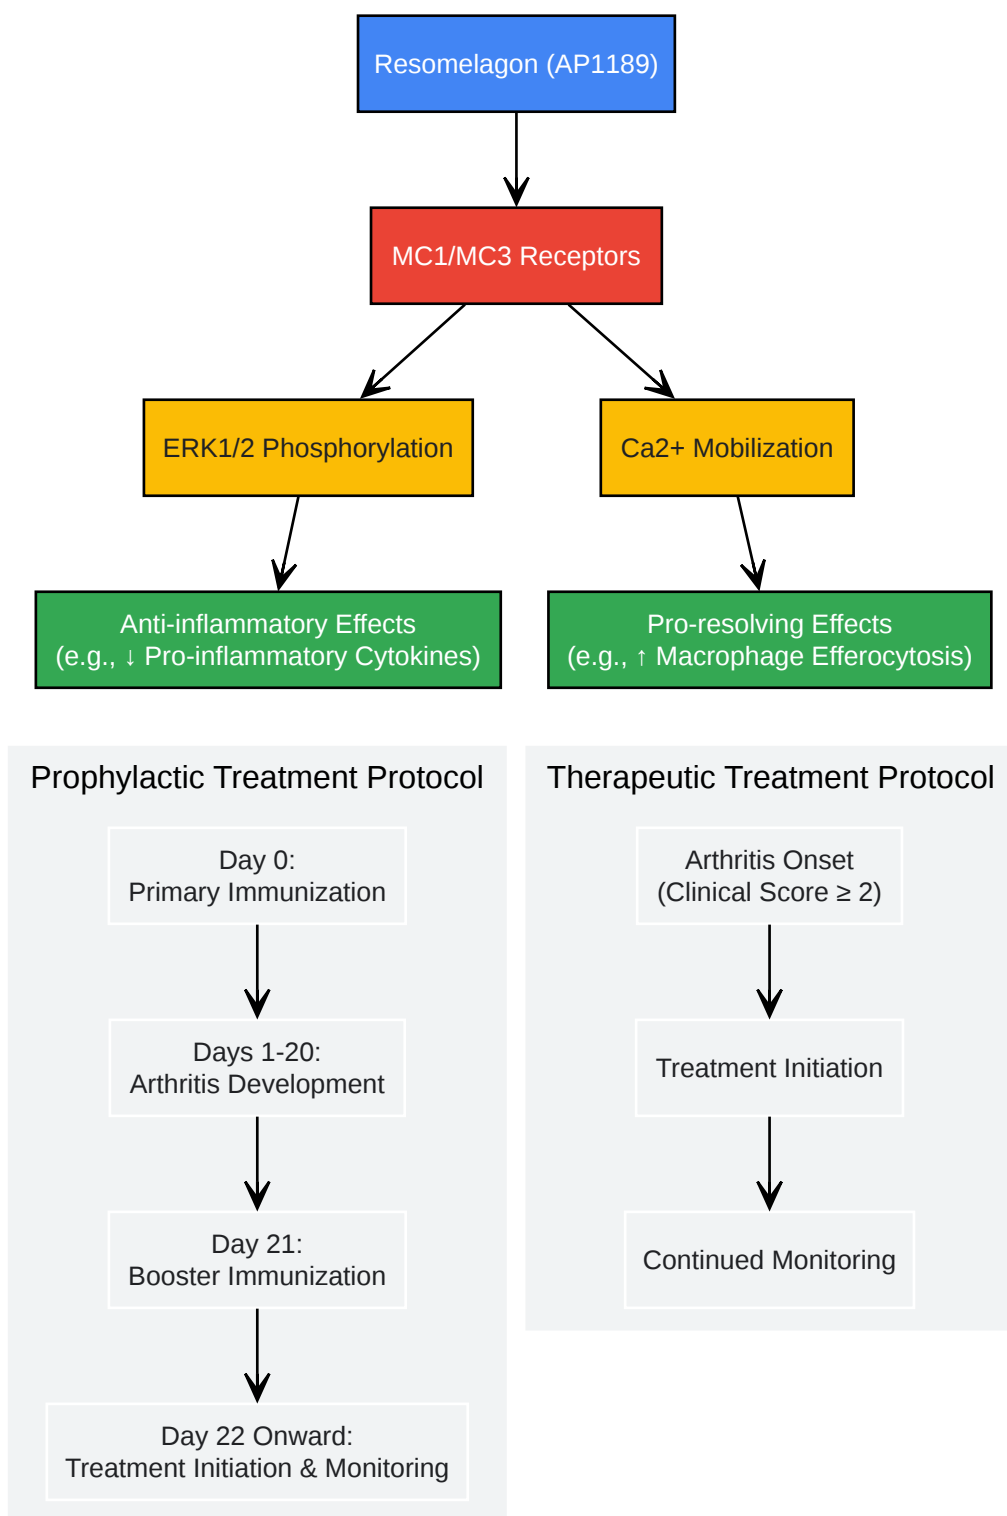 Resomelagon (AP1189)
MC1/MC3 Receptors
ERK1/2 Phosphorylation
Ca2+ Mobilization
Anti-inflammatory Effects
(e.g., ↓ Pro-inflammatory Cytokines)
Pro-resolving Effects
(e.g., ↑ Macrophage Efferocytosis)
Prophylactic Treatment Protocol
Day 0:
Primary Immunization
Days 1-20:
Arthritis Development
Day 21:
Booster Immunization
Day 22 Onward:
Treatment Initiation & Monitoring
Therapeutic Treatment Protocol
Arthritis Onset
(Clinical Score ≥ 2)
Treatment Initiation
Continued Monitoring